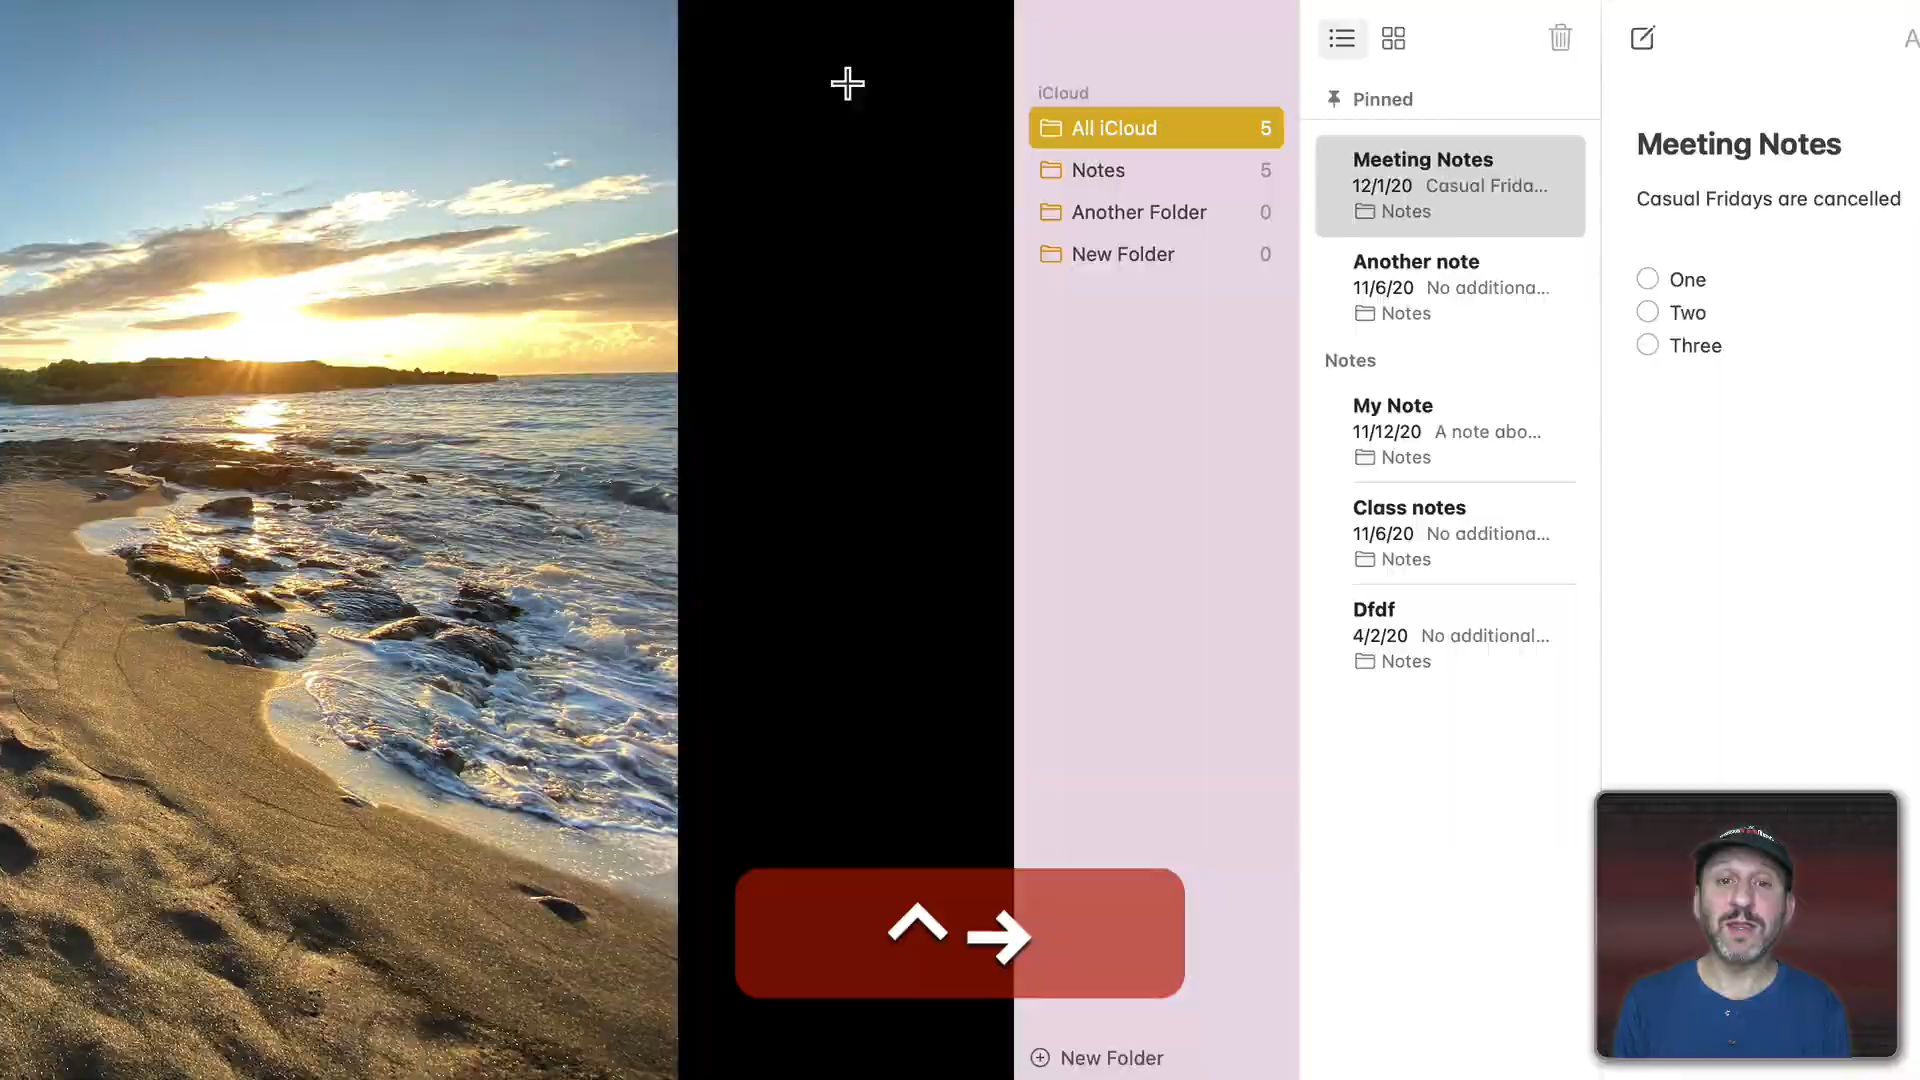 iCloud
All iCloud 5
Notes 5
Another Folder 0
New Folder 0
New Folder
Pinned
Meeting Notes
12/1/20 Casual Frida...
Notes
Another note
11/6/20 No additiona...
Notes
Notes
My Note
11/12/20 A note abo...
Notes
Class notes
11/6/20 No additiona...
Notes
Dfdf
4/2/20 No additional...
Notes
Meeting Notes
Casual Fridays are cancelled
One
Two
Three